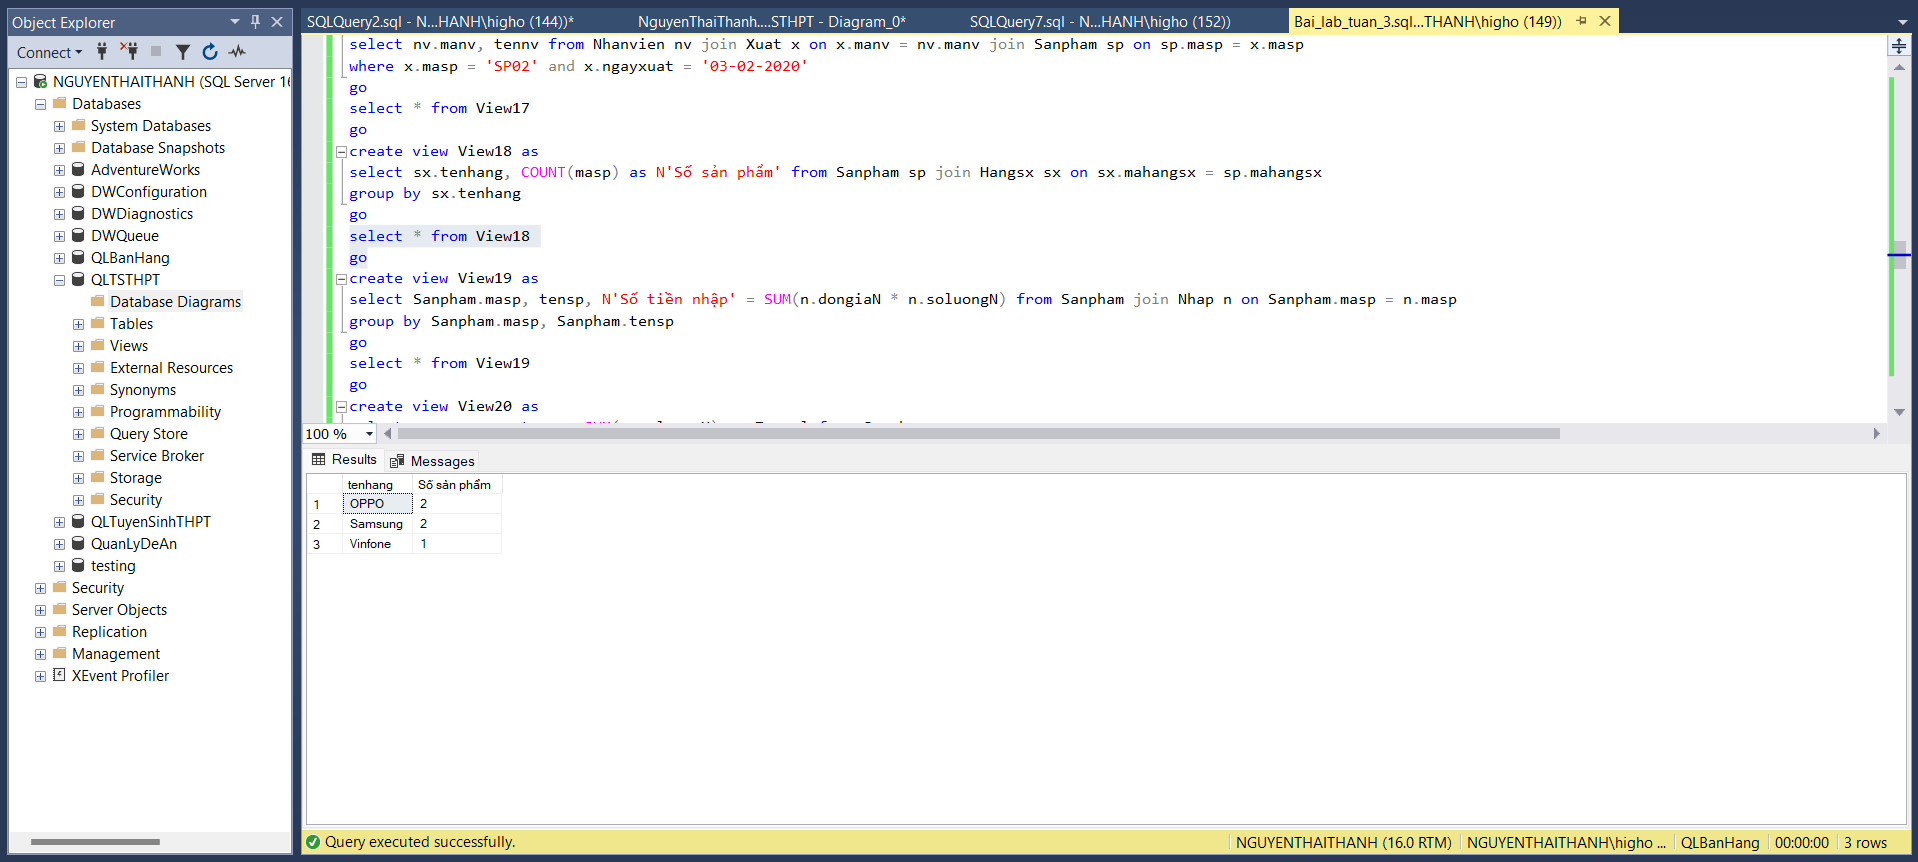 Object Explorer
Connect
NGUYENTHAITHANH (SQL Server 16
Databases
System Databases
Database Snapshots
AdventureWorks
DWConfiguration
DWDiagnostics
DWQueue
QLBanHang
QLTSTHPT
Database Diagrams
Tables
Views
External Resources
Synonyms
Programmability
Query Store
Service Broker
Storage
Security
QLTuyenSinhTHPT
QuanLyDeAn
testing
Security
Server Objects
Replication
Management
XEvent Profiler
SQLQuery2.sql - N...HANH\higho (144))*
NguyenThaiThanh....STHPT - Diagram_0*
SQLQuery7.sql - N...HANH\higho (152))
Bai_lab_tuan_3.sql...THANH\higho (149))
select nv.manv, tennv from Nhanvien nv join Xuat x on x.manv = nv.manv join Sanpham sp on sp.masp = x.masp
where x.masp = 'SP02' and x.ngayxuat = '03-02-2020'
go
select * from View17
go
create view View18 as
select sx.tenhang, COUNT(masp) as N'Số sản phẩm' from Sanpham sp join Hangsx sx on sx.mahangsx = sp.mahangsx
group by sx.tenhang
go
select * from View18
go
create view View19 as
select Sanpham.masp, tensp, N'Số tiền nhập' = SUM(n.dongiaN * n.soluongN) from Sanpham join Nhap n on Sanpham.masp = n.masp
group by Sanpham.masp, Sanpham.tensp
go
select * from View19
go
create view View20 as
100 %
Results Messages
tenhang Số sản phẩm
1 OPPO 2
2 Samsung 2
3 Vinfone 1
Query executed successfully.
NGUYENTHAITHANH (16.0 RTM) NGUYENTHAITHANH\higho ... QLBanHang 00:00:00 3 rows